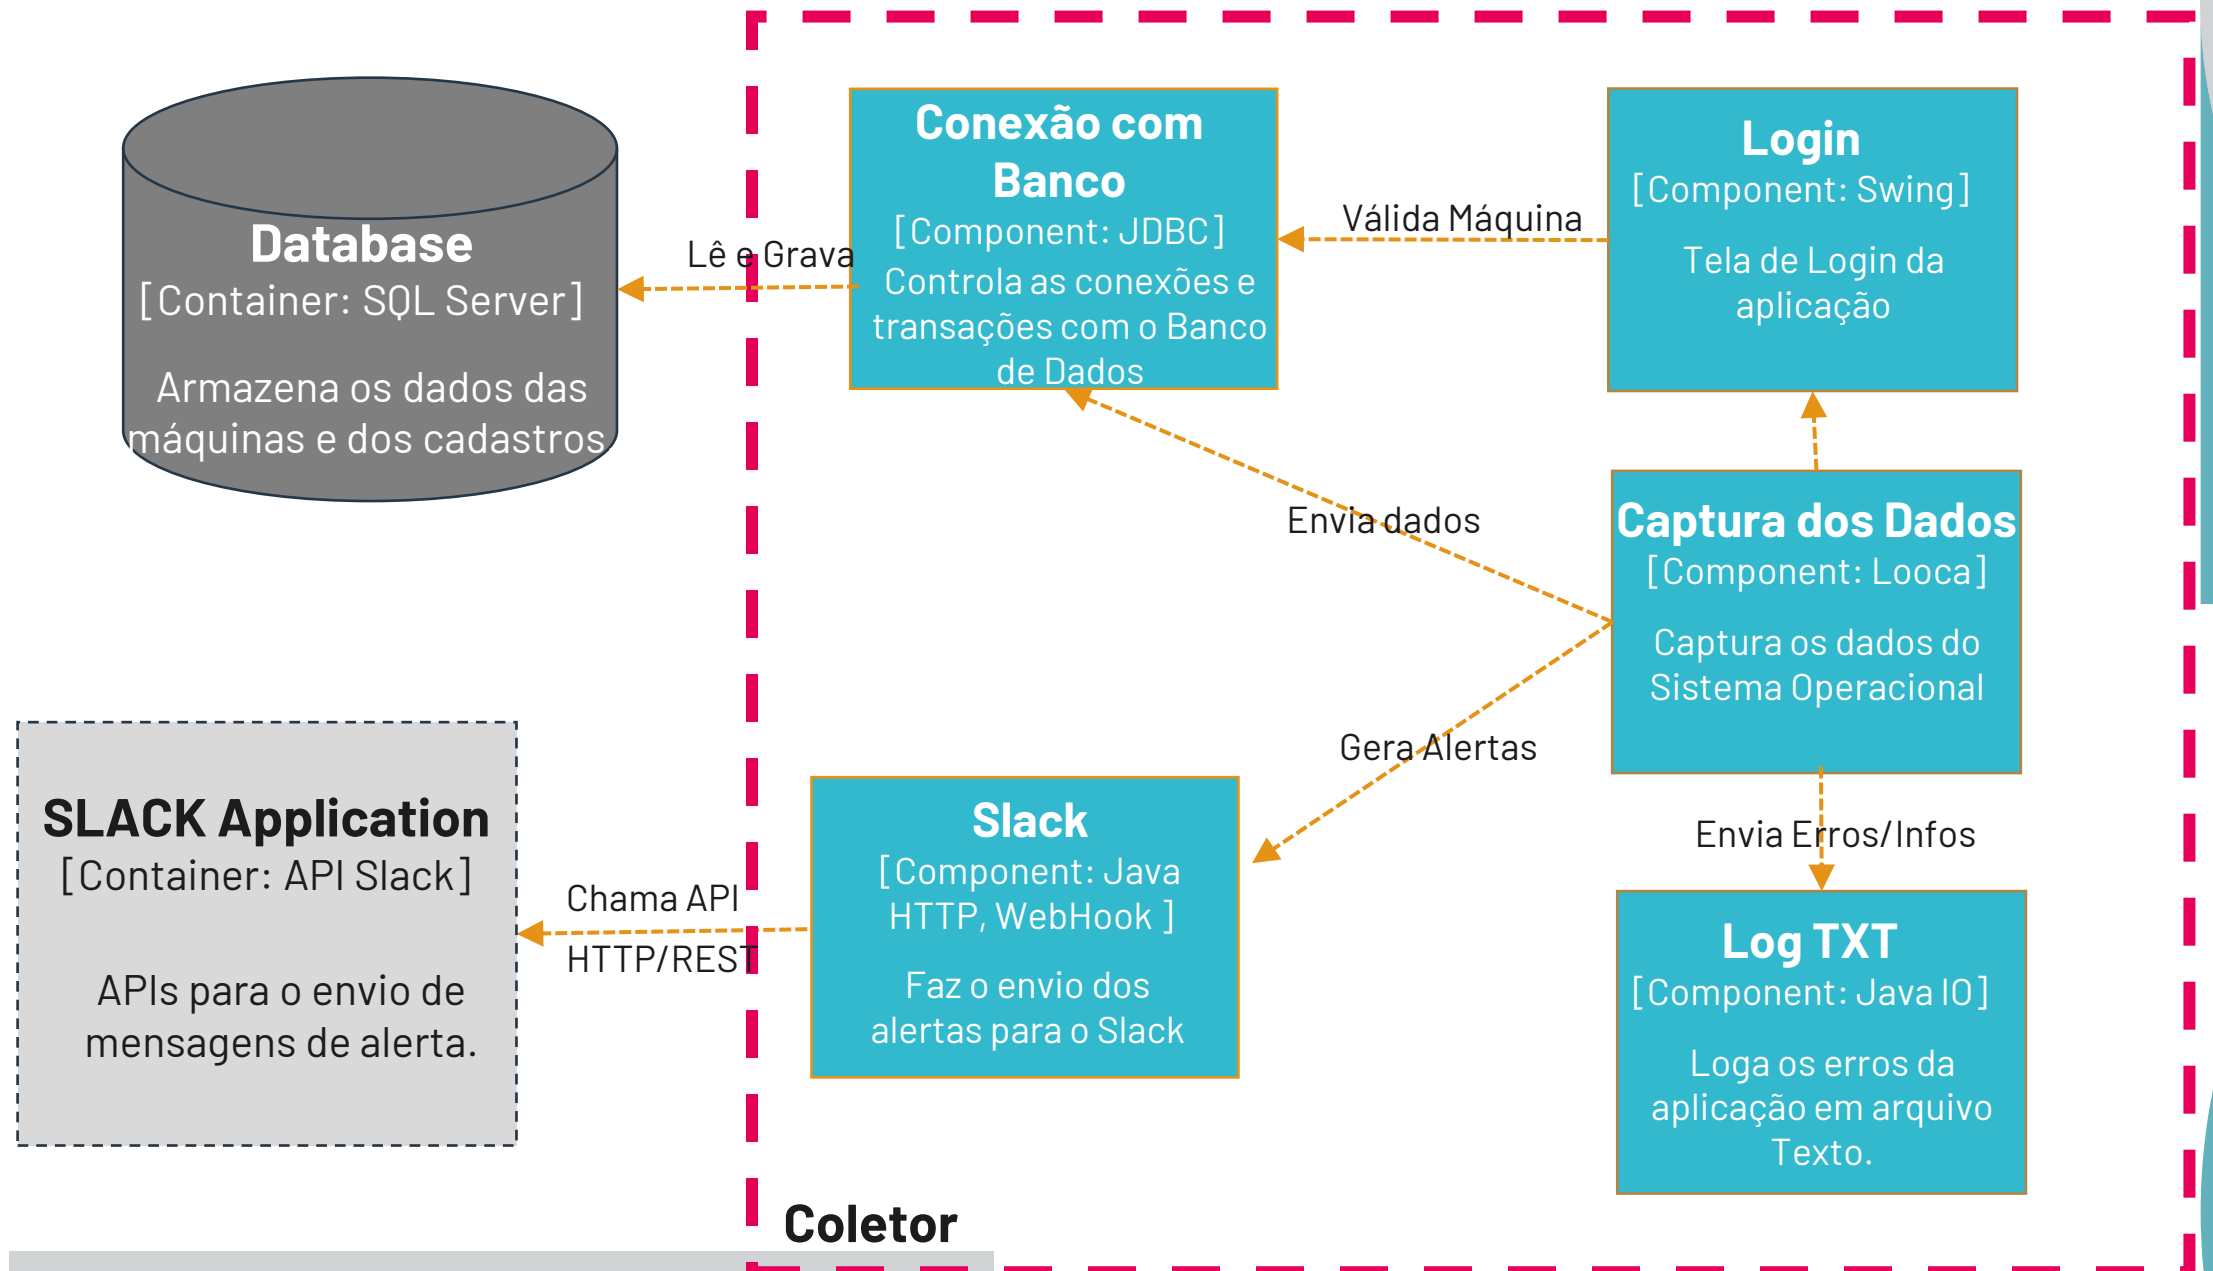 Database
[Container: SQL Server]
Armazena os dados das
máquinas e dos cadastros
Lê e Grava
Conexão com
Banco
[Component: JDBC]
Controla as conexões e
transações com o Banco
de Dados
Válida Máquina
Login
[Component: Swing]
Tela de Login da
aplicação
Envia dados
Captura dos Dados
[Component: Looca]
Captura os dados do
Sistema Operacional
Gera Alertas
Envia Erros/Infos
SLACK Application
[Container: API Slack]
APIs para o envio de
mensagens de alerta.
Chama API
HTTP/REST
Slack
[Component: Java
HTTP, WebHook ]
Faz o envio dos
alertas para o Slack
Log TXT
[Component: Java IO]
Loga os erros da
aplicação em arquivo
Texto.
Coletor